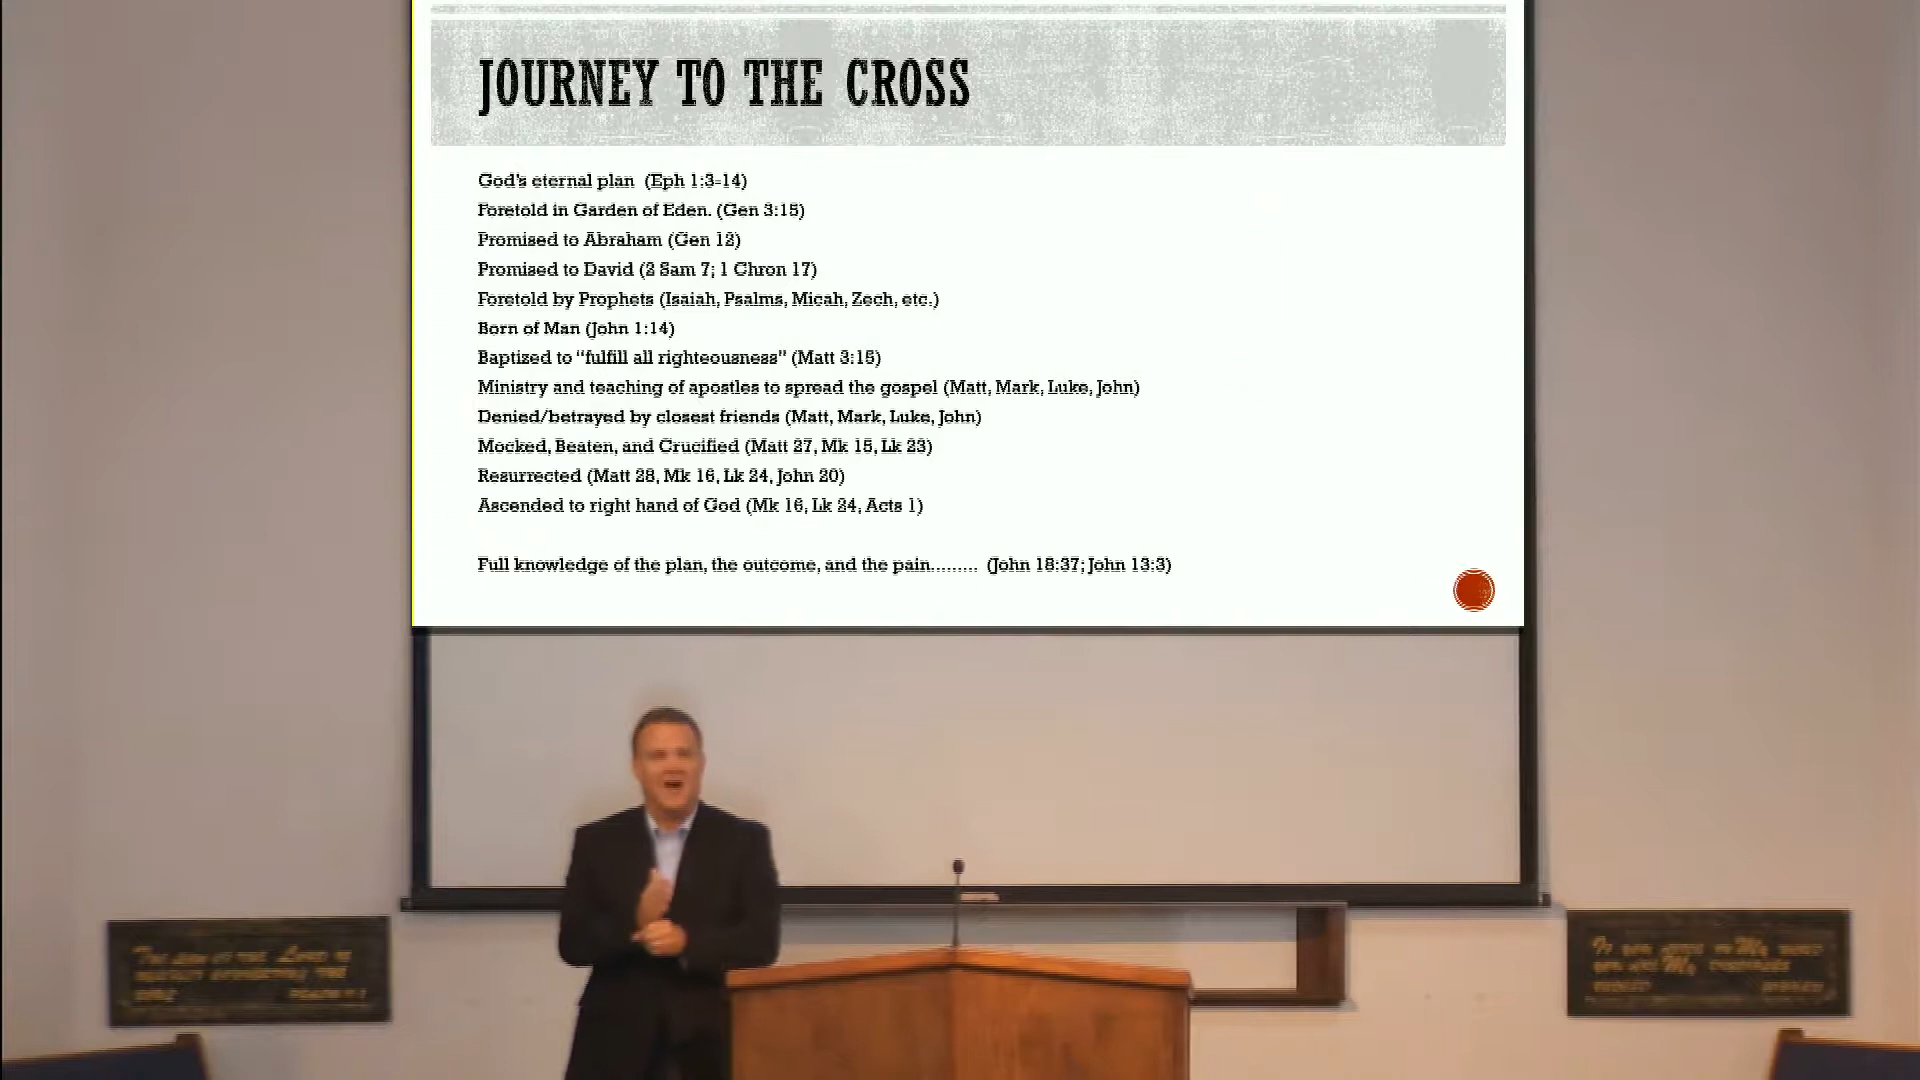 JOURNEY TO THE CROSS
God's eternal plan (Eph 1:3-14)
Foretold in Garden of Eden. (Gen 3:15)
Promised to Abraham (Gen 12)
Promised to David (2 Sam 7; 1 Chron 17)
Foretold by Prophets (Isaiah, Psalms, Micah, Zech, etc.)
Born of Man (John 1:14)
Baptized to “fulfill all righteousness” (Matt 3:15)
Ministry and teaching of apostles to spread the gospel (Matt, Mark, Luke, John)
Denied/betrayed by closest friends (Matt, Mark, Luke, John)
Mocked, Beaten, and Crucified (Matt 27, Mk 15, Lk 23)
Resurrected (Matt 28, Mk 16, Lk 24, John 20)
Ascended to right hand of God (Mk 16, Lk 24, Acts 1)
Full knowledge of the plan, the outcome, and the pain......... (John 18:37; John 13:3)